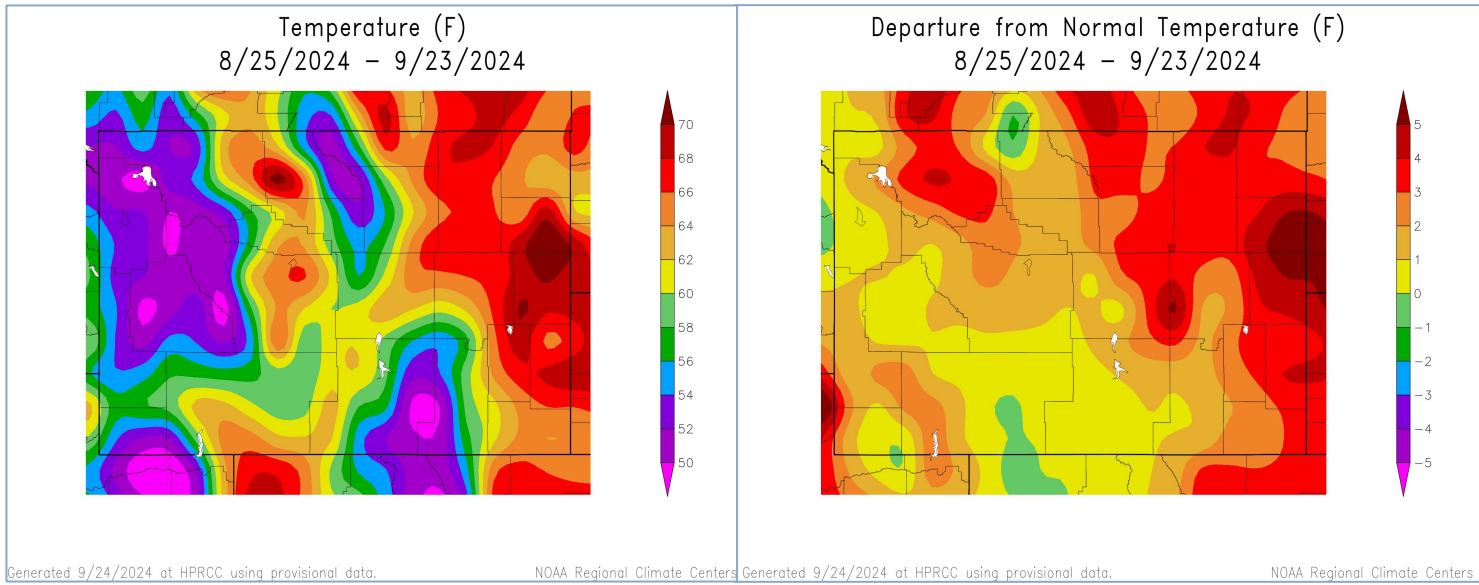 Temperature (F)
8/25/2024 – 9/23/2024
70
68
66
64
62
60
58
56
54
52
50
Generated 9/24/2024 at HPRCC using provisional data.
NOAA Regional Climate Centers
Departure from Normal Temperature (F)
8/25/2024 – 9/23/2024
5
4
3
2
1
0
-1
-2
-3
-4
-5
Generated 9/24/2024 at HPRCC using provisional data.
NOAA Regional Climate Centers